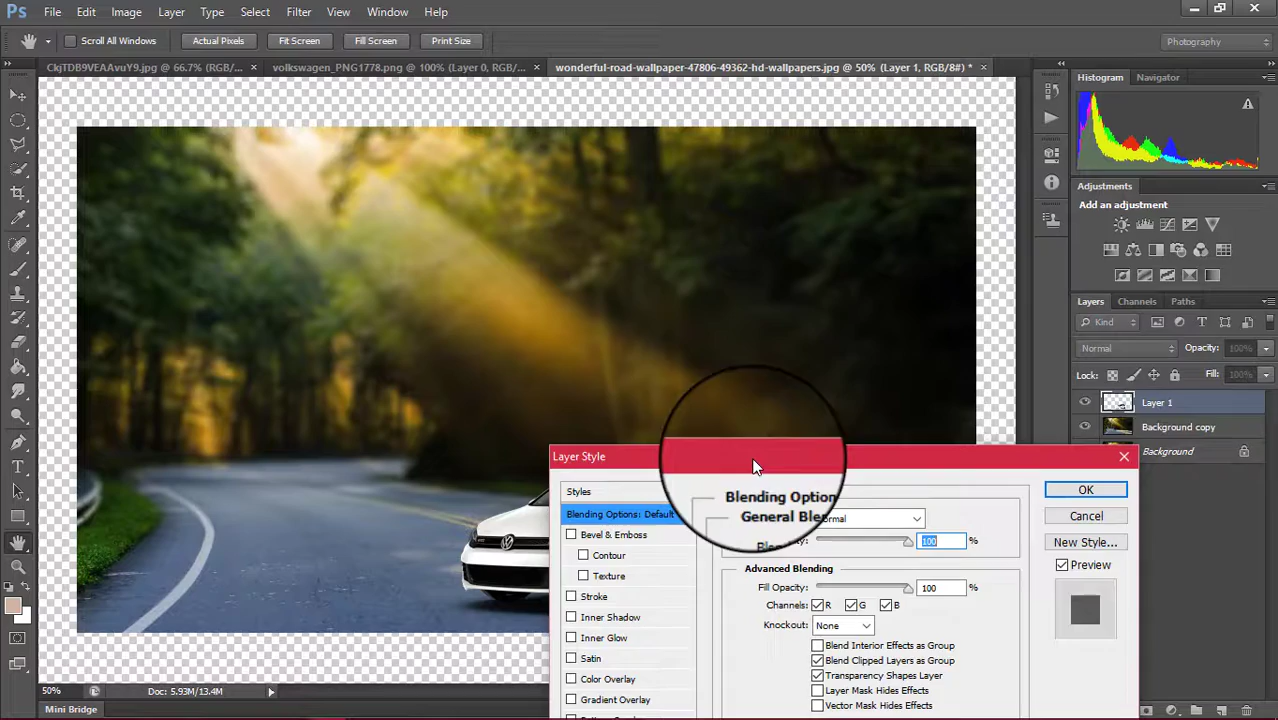 Ps File Edit Image Layer Type Select Filter View Window Help
Scroll All Windows Actual Pixels Fit Screen Fill Screen Print Size Photography
CkjTDB9VEAAvuY9.jpg @ 66.7% (Layer 3, RGB/... × volkswagen_PNG1778.png @ 100% (Layer 0, RGB/... × wonderful-road-wallpaper-47806-49362-hd-wallpapers.jpg @ 50% (Layer 1, RGB/8#) * ×
Histogram Navigator
Adjustments
Add an adjustment
Layers Channels Paths
Kind
Normal Opacity: 100%
Lock: Fill: 100%
Layer 1
Background copy
Background
Layer Style
Styles
Blending Options: Default
Bevel & Emboss
Contour
Texture
Stroke
Inner Shadow
Inner Glow
Satin
Color Overlay
Gradient Overlay
Blending Option
General Ble
100 %
Advanced Blending
Fill Opacity: 100 %
Channels: R G B
Knockout: None
Blend Interior Effects as Group
Blend Clipped Layers as Group
Transparency Shapes Layer
Layer Mask Hides Effects
Vector Mask Hides Effects
OK
Cancel
New Style...
Preview
50% Doc: 5.93M/13.4M
Mini Bridge